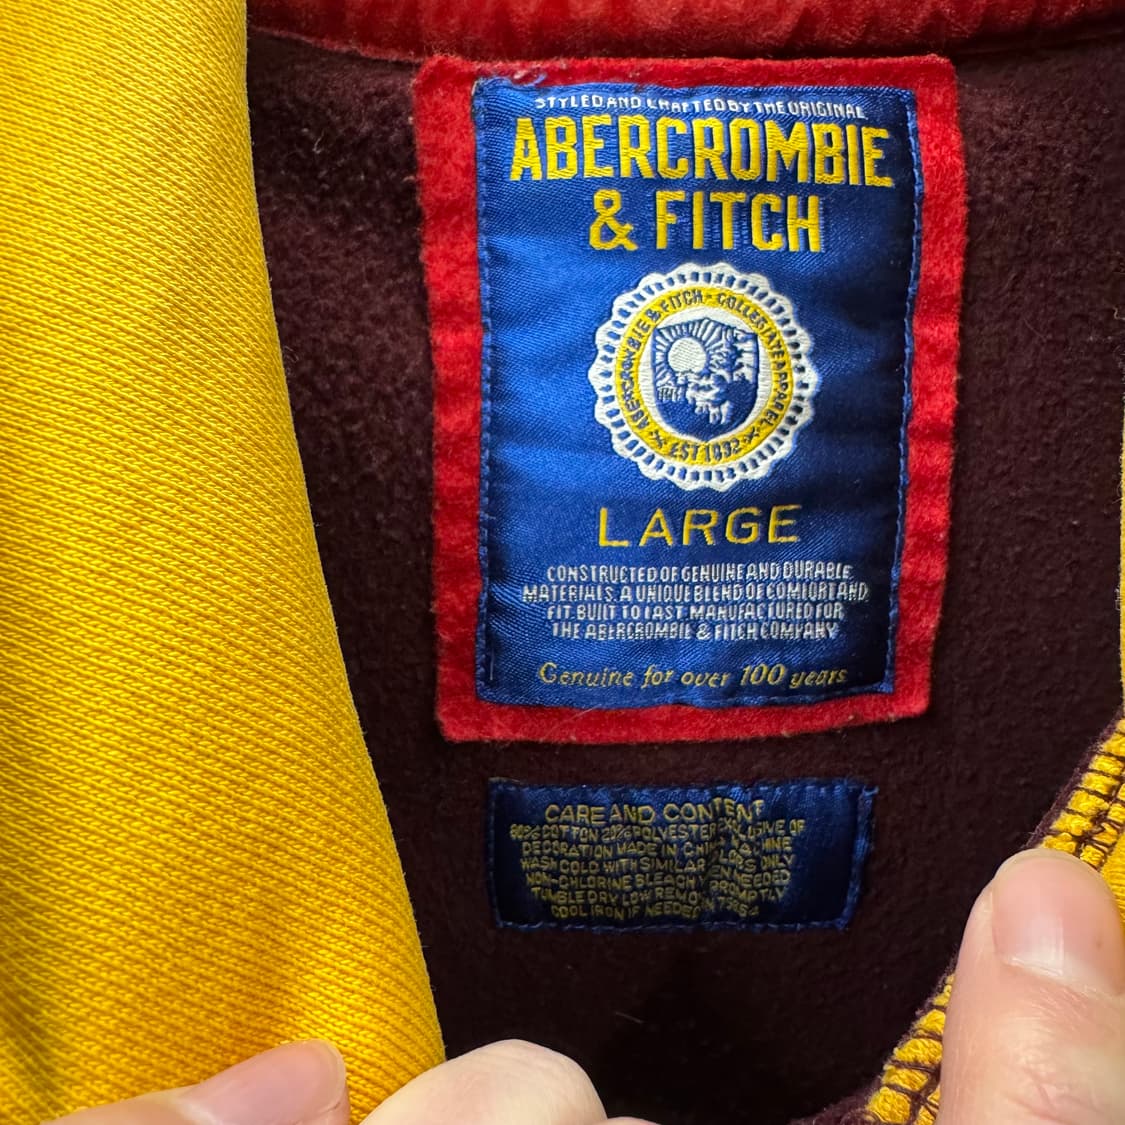 STYLED AND CRAFTED BY THE ORIGINAL
ABERCROMBIE
& FITCH
ABERCROMBIE & FITCH - COLLEGIATE APPAREL
EST 1892
LARGE
CONSTRUCTED OF GENUINE AND DURABLE
MATERIALS. A UNIQUE BLEND OF COMFORT AND
FIT. BUILT TO LAST. MANUFACTURED FOR
THE ABERCROMBIE & FITCH COMPANY
Genuine for over 100 years
CARE AND CONTENT
80% COTTON 20% POLYESTER EXCLUSIVE OF
DECORATION MADE IN CHINA MACHINE
WASH COLD WITH SIMILAR COLORS ONLY
NON-CHLORINE BLEACH WHEN NEEDED
TUMBLE DRY LOW REMOVE PROMPTLY
COOL IRON IF NEEDED RN 75654